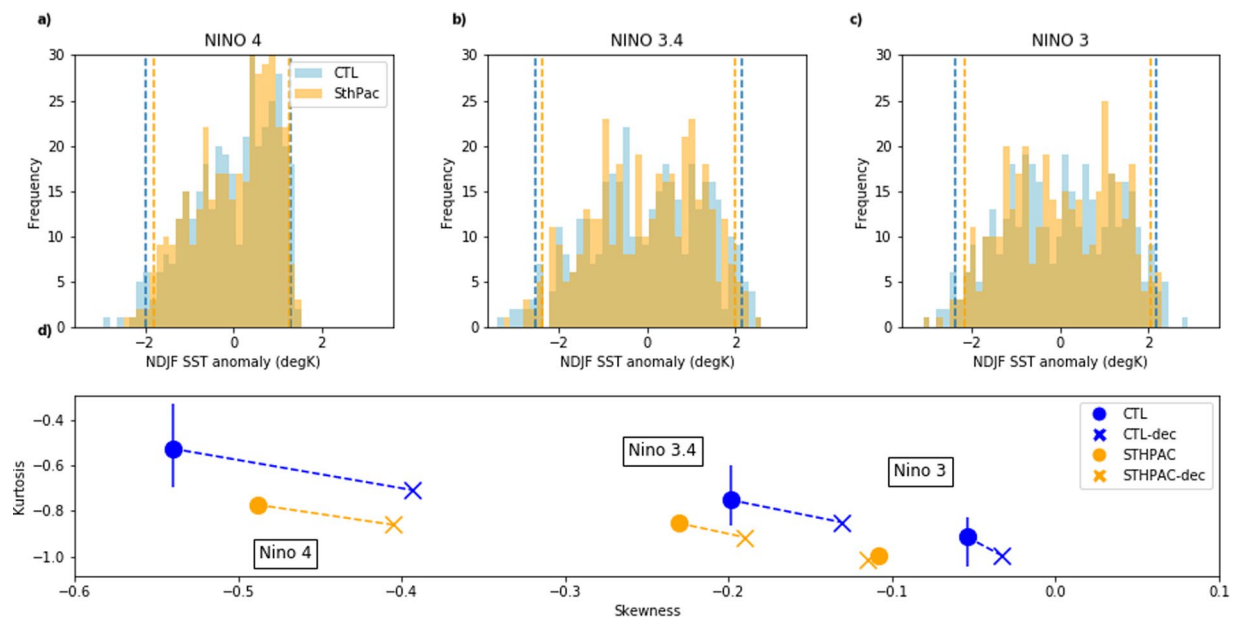 a)
NINO 4
30
25
20
15
10
5
0
Frequency
CTL
SthPac
−2
0
2
NDJF SST anomaly (degK)
b)
NINO 3.4
30
25
20
15
10
5
0
Frequency
−2
0
2
NDJF SST anomaly (degK)
c)
NINO 3
30
25
20
15
10
5
0
Frequency
−2
0
2
NDJF SST anomaly (degK)
d)
−0.4
−0.6
−0.8
−1.0
Kurtosis
Nino 4
Nino 3.4
Nino 3
CTL
CTL-dec
STHPAC
STHPAC-dec
−0.6
−0.5
−0.4
−0.3
−0.2
−0.1
0.0
0.1
Skewness